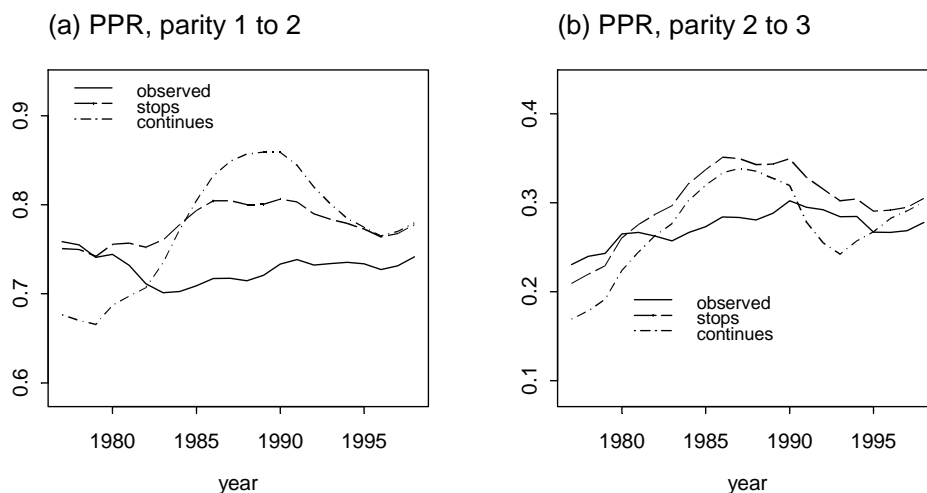 (a) PPR, parity 1 to 2
observed
stops
continues
0.9
0.8
0.7
0.6
1980 1985 1990 1995
year
(b) PPR, parity 2 to 3
0.4
0.3
0.2
0.1
observed
stops
continues
1980 1985 1990 1995
year